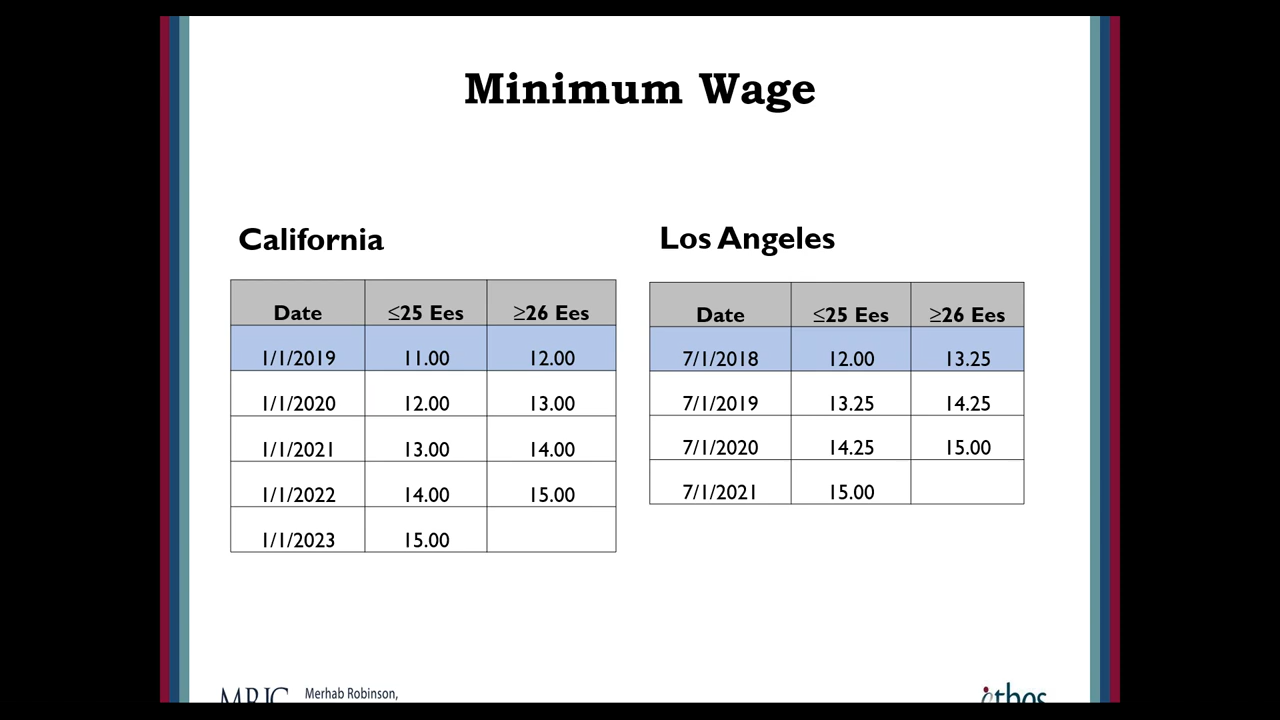 Minimum Wage
California
Date ≤25 Ees ≥26 Ees
1/1/2019 11.00 12.00
1/1/2020 12.00 13.00
1/1/2021 13.00 14.00
1/1/2022 14.00 15.00
1/1/2023 15.00
Los Angeles
Date ≤25 Ees ≥26 Ees
7/1/2018 12.00 13.25
7/1/2019 13.25 14.25
7/1/2020 14.25 15.00
7/1/2021 15.00
Merhab Robinson,
ethos